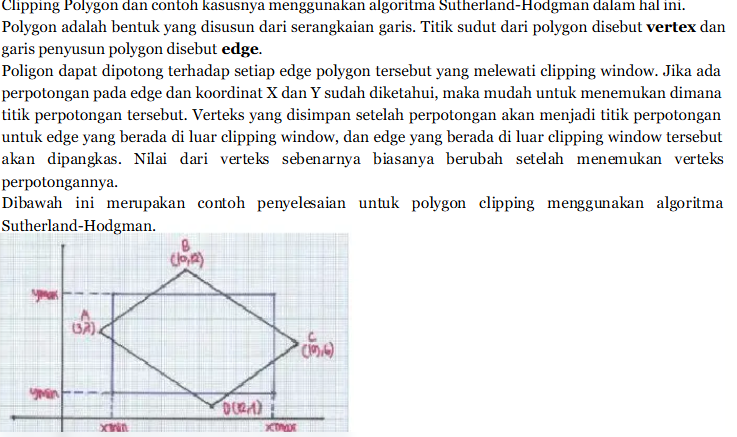 Clipping Polygon dan contoh kasusnya menggunakan algoritma Sutherland-Hodgman dalam hal ini.
Polygon adalah bentuk yang disusun dari serangkaian garis. Titik sudut dari polygon disebut vertex dan
garis penyusun polygon disebut edge.
Poligon dapat dipotong terhadap setiap edge polygon tersebut yang melewati clipping window. Jika ada
perpotongan pada edge dan koordinat X dan Y sudah diketahui, maka mudah untuk menemukan dimana
titik perpotongan tersebut. Verteks yang disimpan setelah perpotongan akan menjadi titik perpotongan
untuk edge yang berada di luar clipping window, dan edge yang berada di luar clipping window tersebut
akan dipangkas. Nilai dari verteks sebenarnya biasanya berubah setelah menemukan verteks
perpotongannya.
Dibawah ini merupakan contoh penyelesaian untuk polygon clipping menggunakan algoritma
Sutherland-Hodgman.
B
(10,12)
ymax
A
(3,7)
C
ymin
xmin
xmax